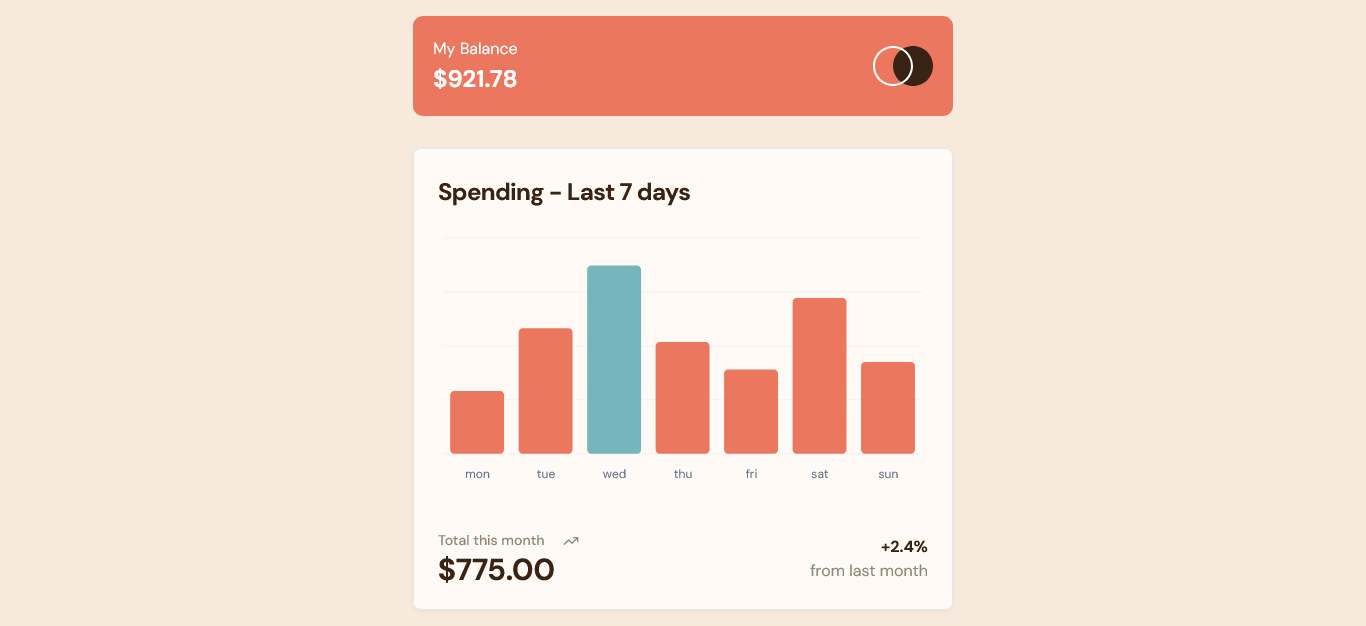 My Balance
$921.78
Spending - Last 7 days
mon tue wed thu fri sat sun
Total this month
$775.00
+2.4%
from last month